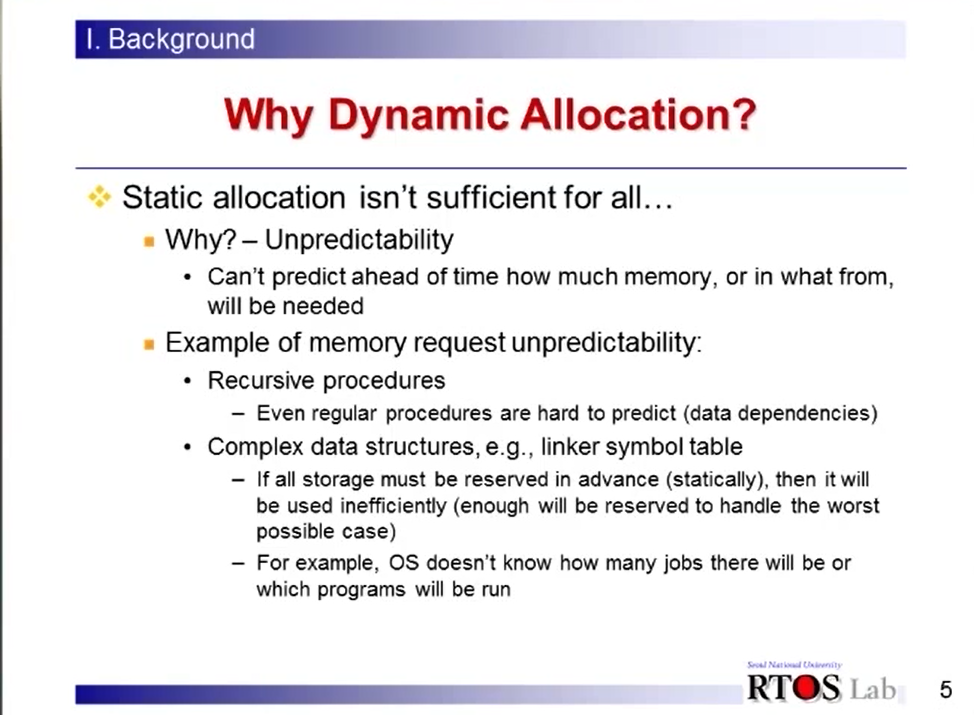 I. Background
Why Dynamic Allocation?
Static allocation isn't sufficient for all…
Why? – Unpredictability
• Can't predict ahead of time how much memory, or in what from,
will be needed
Example of memory request unpredictability:
• Recursive procedures
– Even regular procedures are hard to predict (data dependencies)
• Complex data structures, e.g., linker symbol table
– If all storage must be reserved in advance (statically), then it will
be used inefficiently (enough will be reserved to handle the worst
possible case)
– For example, OS doesn't know how many jobs there will be or
which programs will be run
Seoul National University
RTOS Lab
5